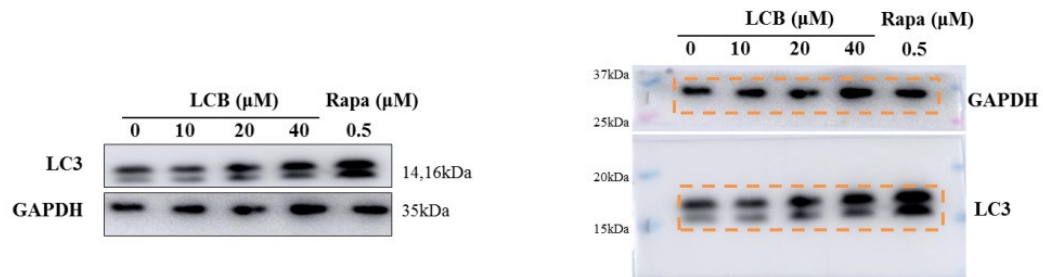 LCB (μM) Rapa (μM)
0 10 20 40 0.5
LC3 14,16kDa
GAPDH 35kDa
LCB (μM) Rapa (μM)
0 10 20 40 0.5
37kDa
GAPDH
25kDa
20kDa
LC3
15kDa